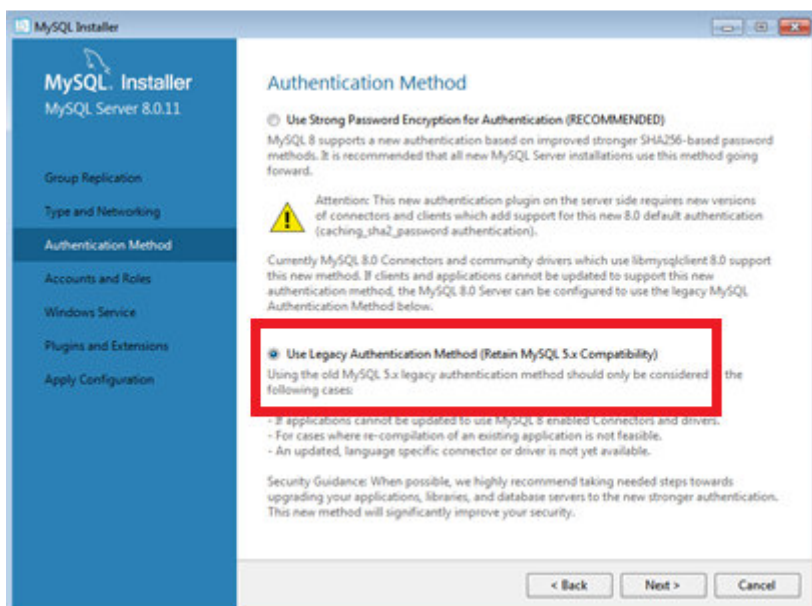 MySQL Installer
MySQL. Installer
MySQL Server 8.0.11
Group Replication
Type and Networking
Authentication Method
Accounts and Roles
Windows Service
Plugins and Extensions
Apply Configuration
Authentication Method
Use Strong Password Encryption for Authentication (RECOMMENDED)
MySQL 8 supports a new authentication based on improved stronger SHA256-based password
methods. It is recommended that all new MySQL Server installations use this method going
forward.
Attention: This new authentication plugin on the server side requires new versions
of connectors and clients which add support for this new 8.0 default authentication
(caching_sha2_password authentication).
Currently MySQL 8.0 Connectors and community drivers which use libmysqlclient 8.0 support
this new method. If clients and applications cannot be updated to support this new
authentication method, the MySQL 8.0 Server can be configured to use the legacy MySQL
Authentication Method below.
Use Legacy Authentication Method (Retain MySQL 5.x Compatibility)
Using the old MySQL 5.x legacy authentication method should only be considered the
following cases:
- If applications cannot be updated to use MySQL 8 enabled Connectors and drivers.
- For cases where re-compilation of an existing application is not feasible.
- An updated, language specific connector or driver is not yet available.
Security Guidance: When possible, we highly recommend taking needed steps towards
upgrading your applications, libraries, and database servers to the new stronger authentication.
This new method will significantly improve your security.
< Back
Next >
Cancel